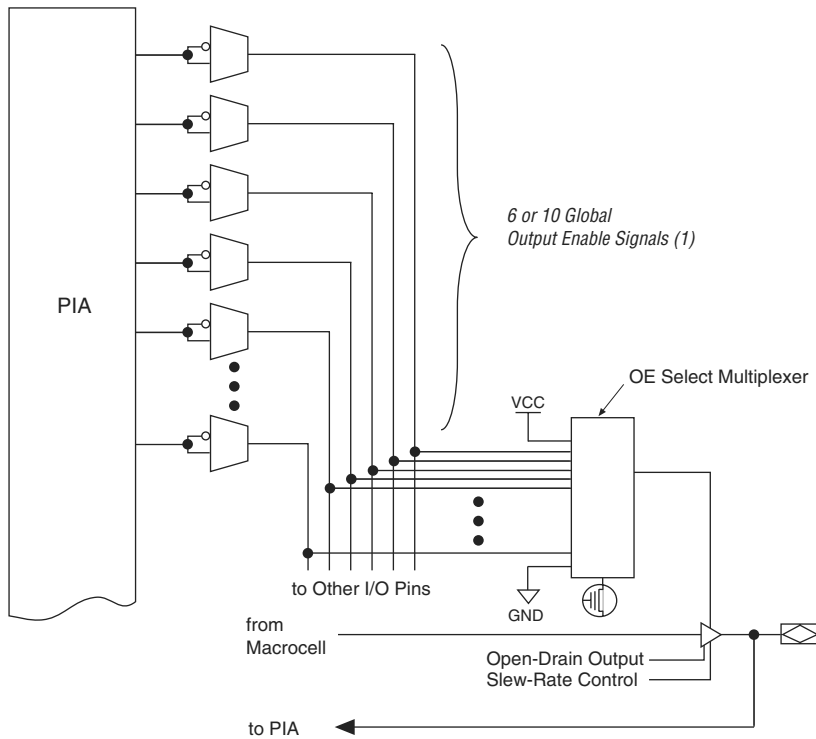 PIA
6 or 10 Global
Output Enable Signals (1)
OE Select Multiplexer
VCC
to Other I/O Pins
GND
from
Macrocell
Open-Drain Output
Slew-Rate Control
to PIA